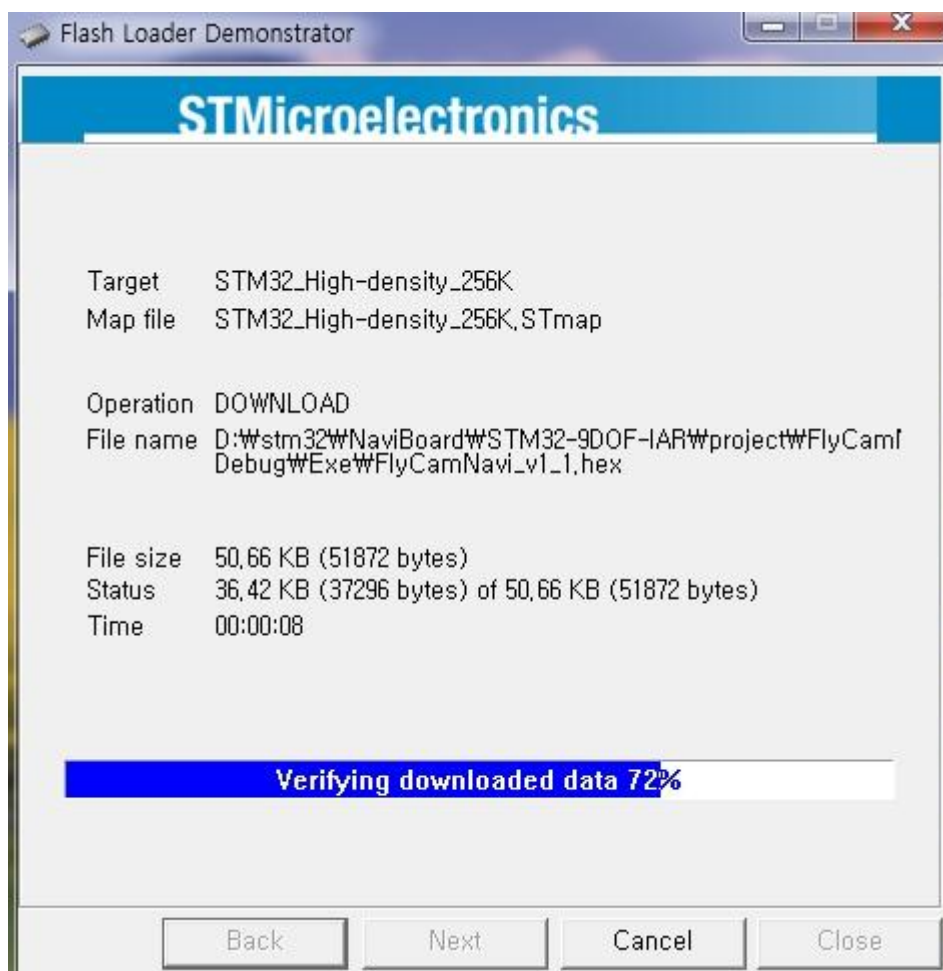 Flash Loader Demonstrator
STMicroelectronics
Target STM32_High-density_256K
Map file STM32_High-density_256K.STmap
Operation DOWNLOAD
File name D:₩stm32₩NaviBoard₩STM32-9DOF-IAR₩project₩FlyCam
Debug₩Exe₩FlyCamNavi_v1_1.hex
File size 50.66 KB (51872 bytes)
Status 36.42 KB (37296 bytes) of 50.66 KB (51872 bytes)
Time 00:00:08
Verifying downloaded data 72%
Back Next Cancel Close